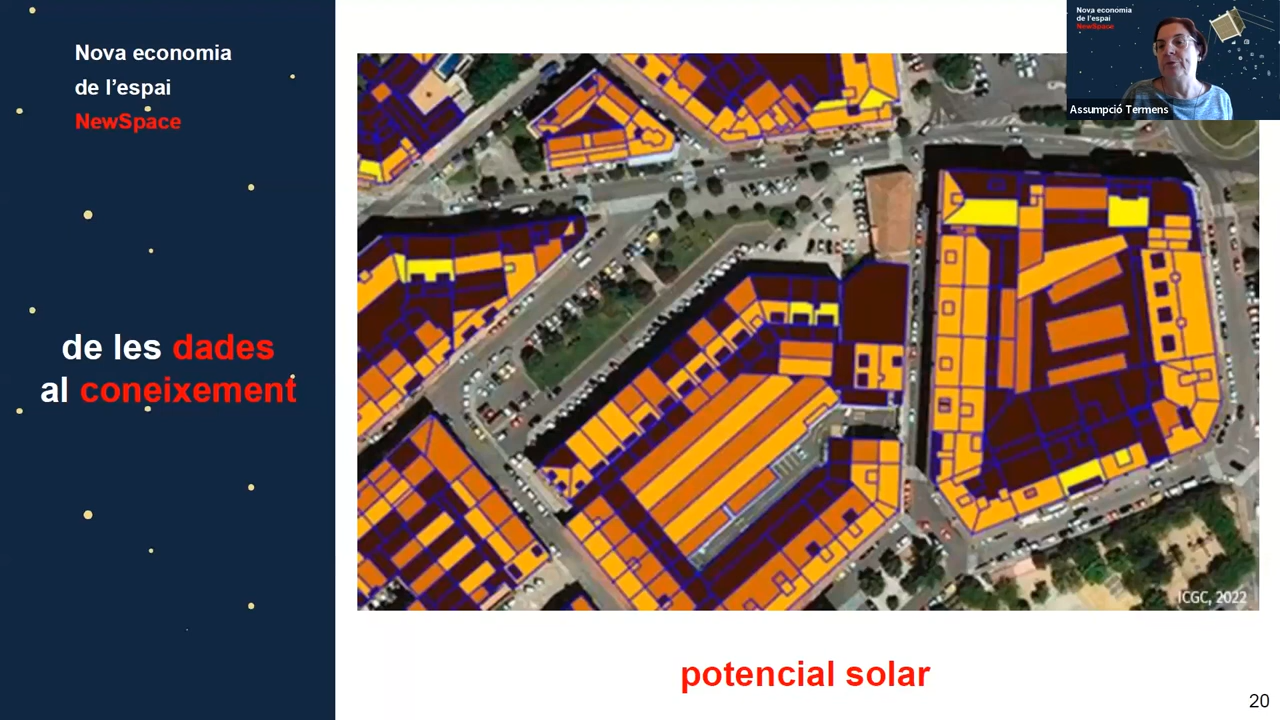 Nova economia
de l'espai
NewSpace
de les dades
al coneixement
Nova economia
de l'espai
NewSpace
Assumpció Termens
ICGC, 2022
potencial solar
20